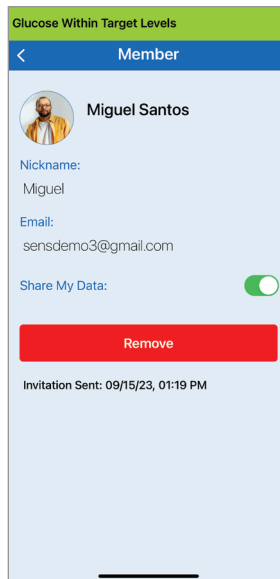 Glucose Within Target Levels
Member
Miguel Santos
Nickname:
Miguel
Email:
sensdemo3@gmail.com
Share My Data:
Remove
Invitation Sent: 09/15/23, 01:19 PM